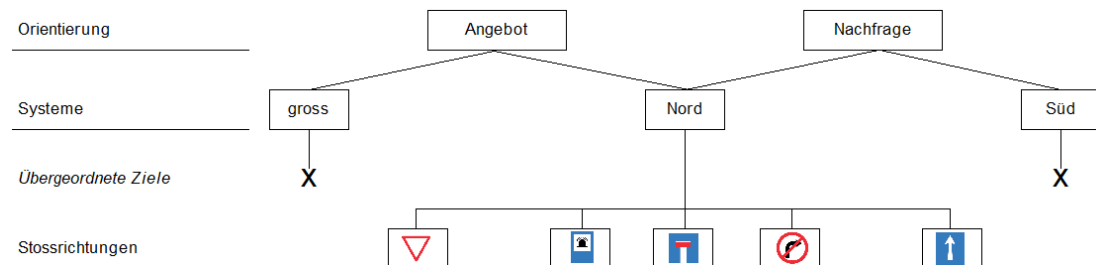 Orientierung
Angebot
Nachfrage
Systeme
gross
Nord
Süd
Übergeordnete Ziele
X
X
Stossrichtungen